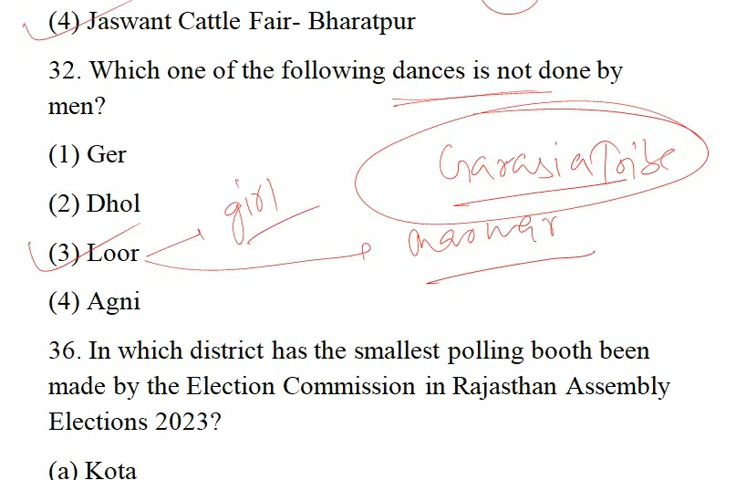 (4) Jaswant Cattle Fair- Bharatpur
32. Which one of the following dances is not done by
men?
(1) Ger
Garasia Tribe
(2) Dhol
girl
(3) Loor
(4) Agni
36. In which district has the smallest polling booth been
made by the Election Commission in Rajasthan Assembly
Elections 2023?
(a) Kota